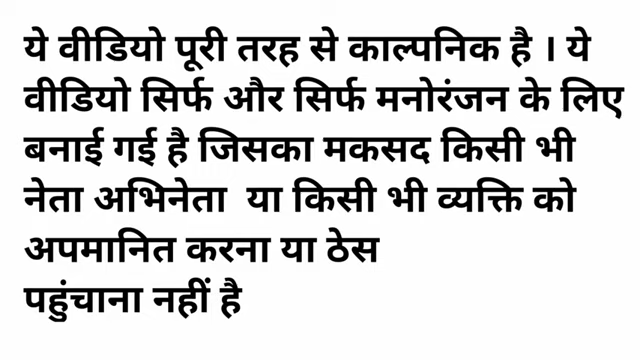 ये वीडियो पूरी तरह से काल्पनिक है । ये
वीडियो सिर्फ और सिर्फ मनोरंजन के लिए
बनाई गई है जिसका मकसद किसी भी
नेता अभिनेता या किसी भी व्यक्ति को
अपमानित करना या ठेस
पहुंचाना नहीं है